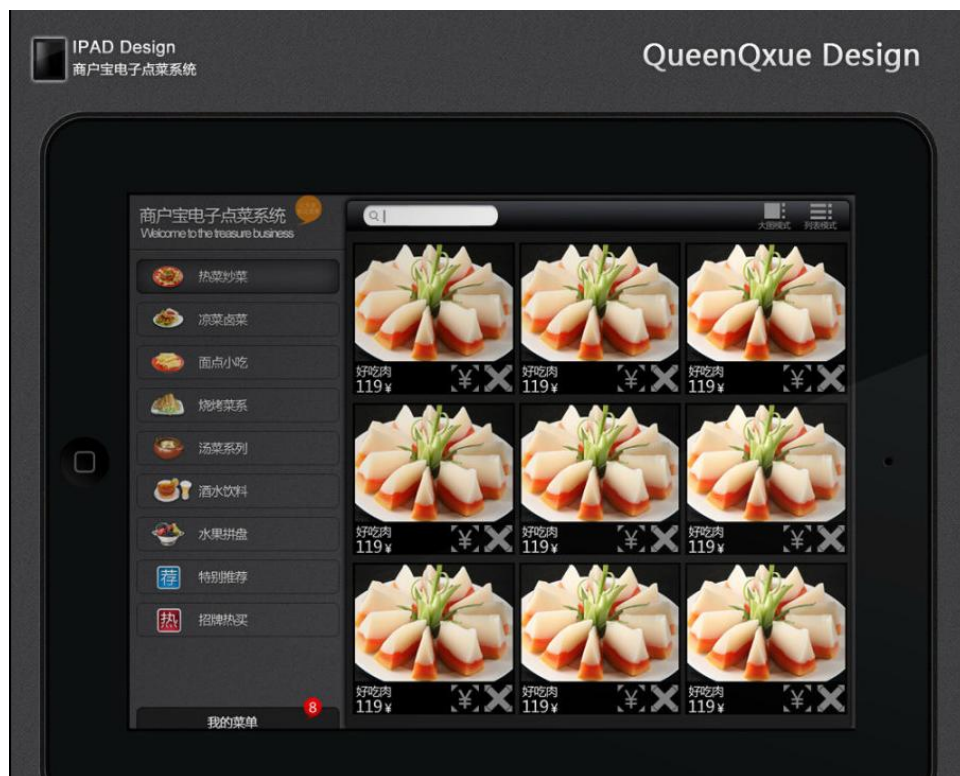 IPAD Design
商户宝电子点菜系统
QueenQxue Design
商户宝电子点菜系统
Welcome to the treasure business
大图模式
列表模式
热菜炒菜
凉菜卤菜
面点小吃
烧烤菜系
汤菜系列
酒水饮料
水果拼盘
荐
特别推荐
热
招牌热买
8
我的菜单
好吃肉
119¥
¥
好吃肉
119¥
¥
好吃肉
119¥
¥
好吃肉
119¥
¥
好吃肉
119¥
¥
好吃肉
119¥
¥
好吃肉
119¥
¥
好吃肉
119¥
¥
好吃肉
119¥
¥